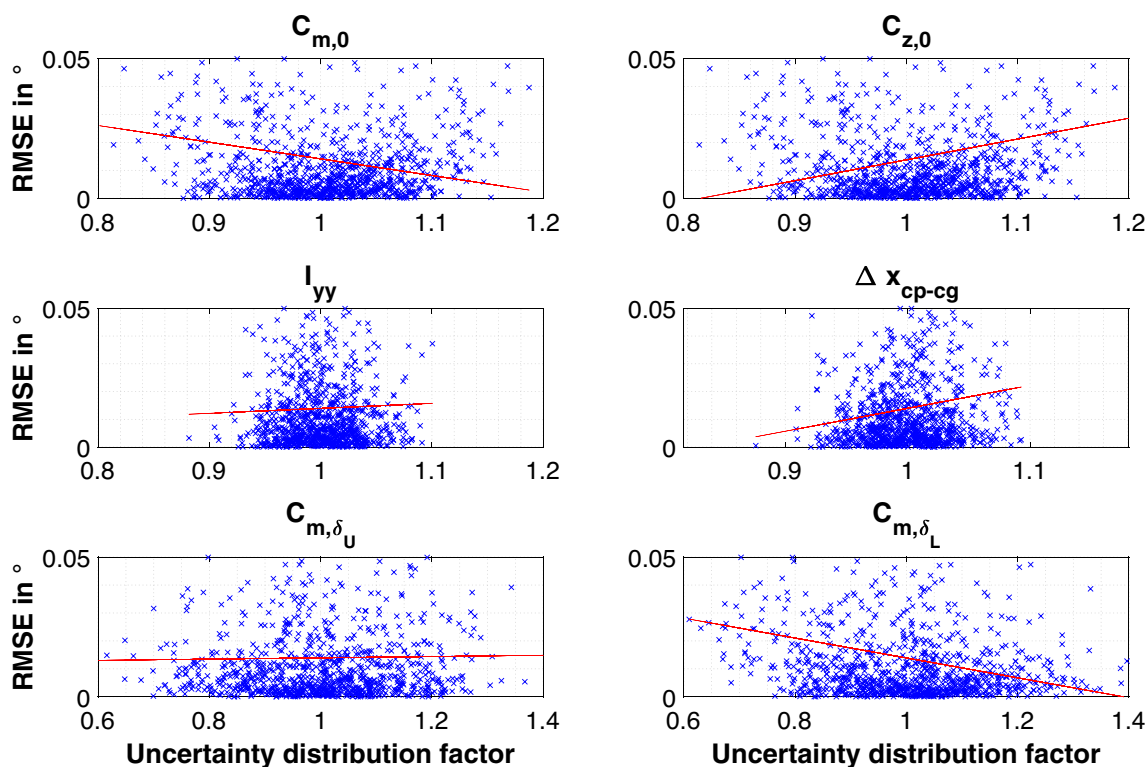 C_{m,0}
C_{z,0}
RMSE in °
0.05
0
0.8 0.9 1 1.1 1.2
0.8 0.9 1 1.1 1.2
0.05
0
I_{yy}
Δ x_{cp-cg}
RMSE in °
0.05
0
0.8 0.9 1 1.1 1.2
0.05
0
0.9 1 1.1
C_{m,δ_U}
C_{m,δ_L}
RMSE in °
0.05
0
0.6 0.8 1 1.2 1.4
0.05
0
0.6 0.8 1 1.2 1.4
Uncertainty distribution factor
Uncertainty distribution factor